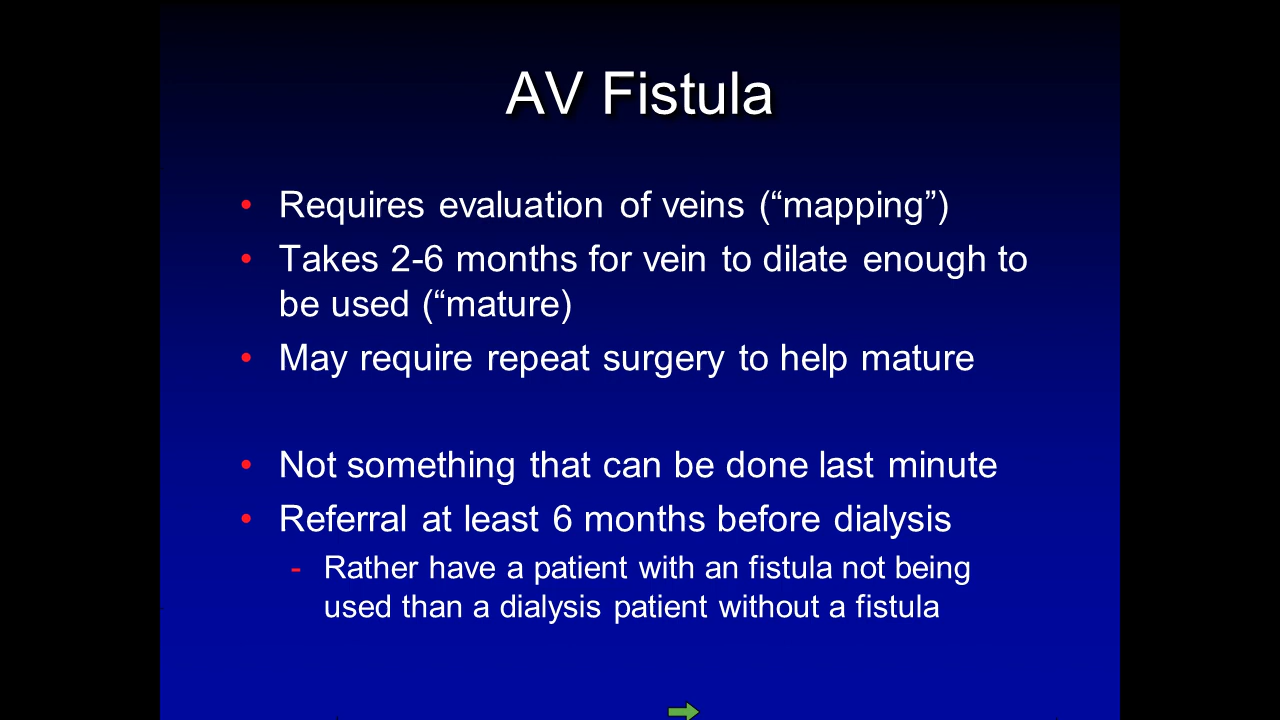 AV Fistula
• Requires evaluation of veins (“mapping”)
• Takes 2-6 months for vein to dilate enough to
be used (“mature)
• May require repeat surgery to help mature
• Not something that can be done last minute
• Referral at least 6 months before dialysis
- Rather have a patient with an fistula not being
used than a dialysis patient without a fistula